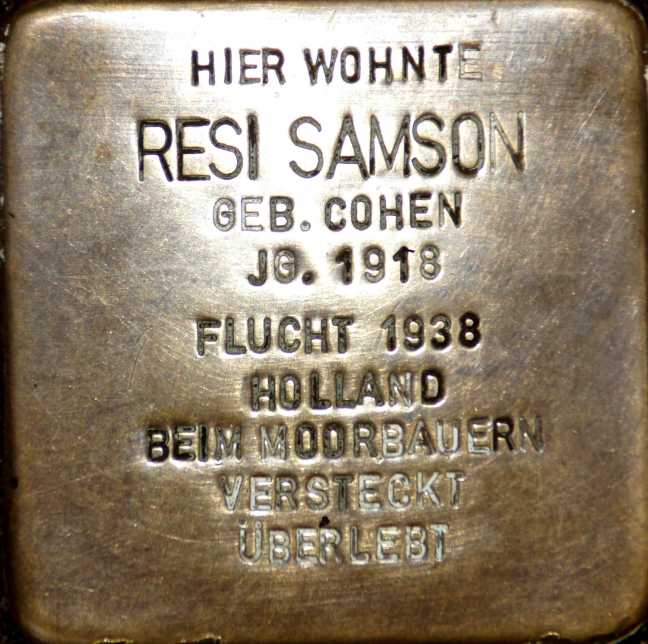 HIER WOHNTE
RESI SAMSON
GEB. COHEN
JG. 1918
FLUCHT 1938
HOLLAND
BEIM MOORBAUERN
VERSTECKT
ÜBERLEBT